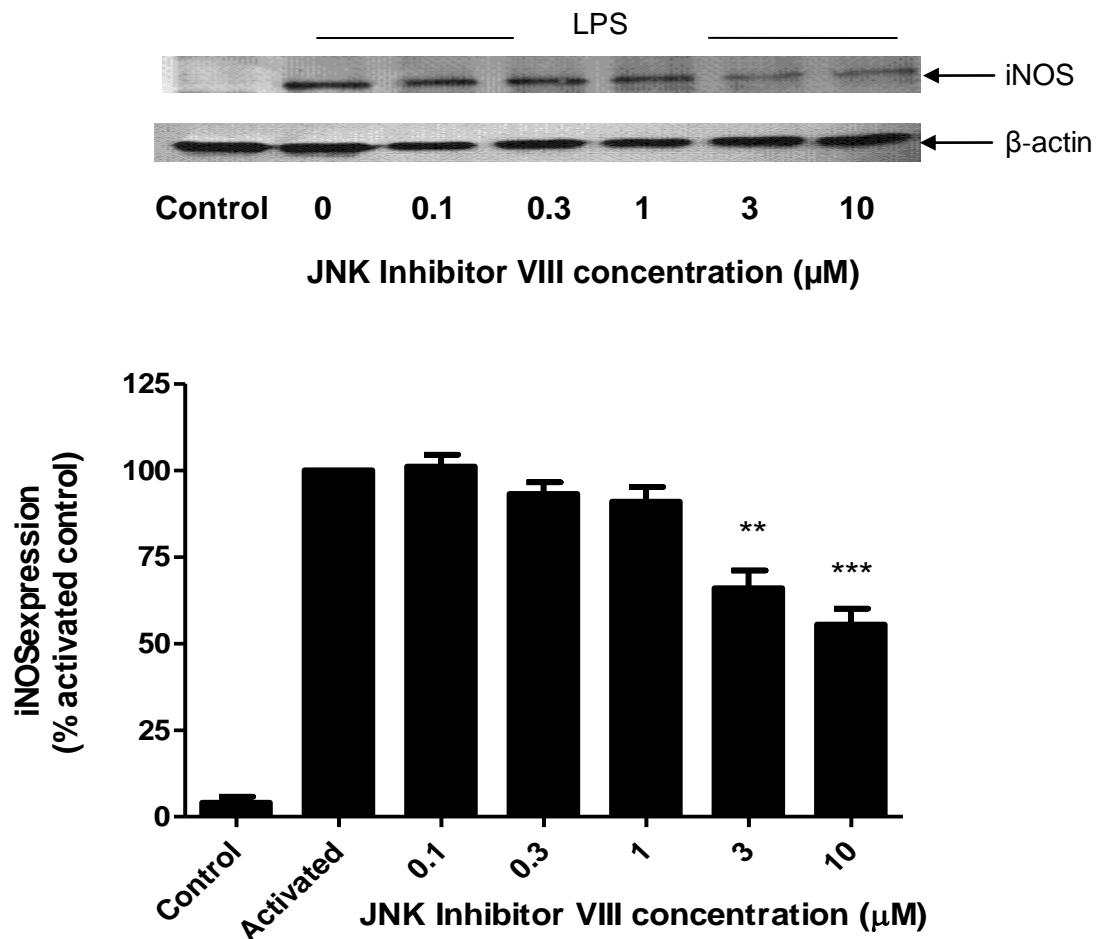 LPS
iNOS
β-actin
Control 0 0.1 0.3 1 3 10
JNK Inhibitor VIII concentration (µM)
125
100
75
50
25
0
iNOSexpression
(% activated control)
**
***
Control Activated 0.1 0.3 1 3 10
JNK Inhibitor VIII concentration (μM)